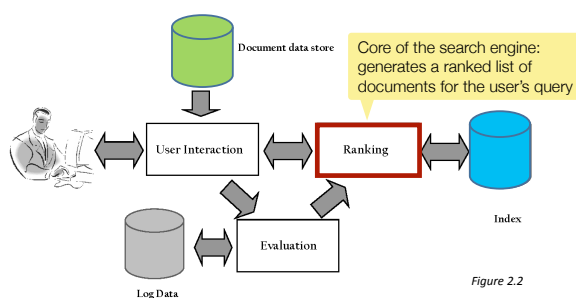 Document data store
Core of the search engine:
generates a ranked list of
documents for the user's query
User Interaction
Ranking
Index
Evaluation
Log Data
Figure 2.2